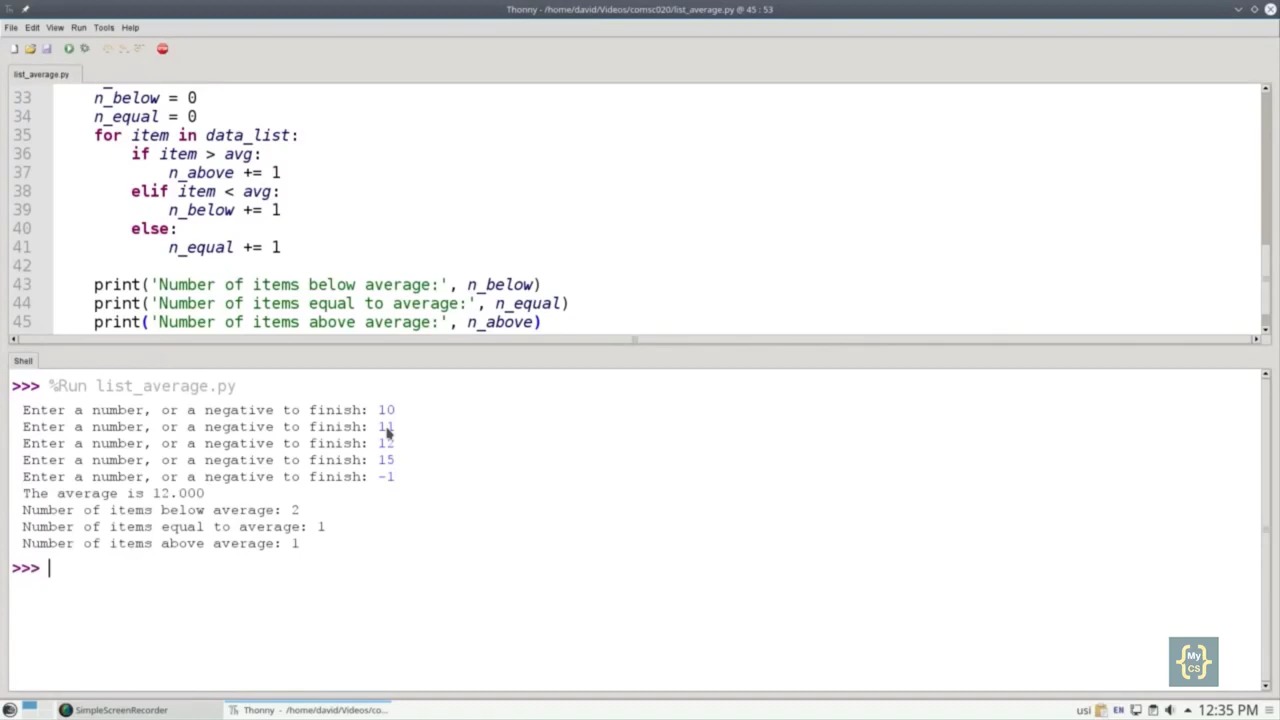 Thonny - /home/david/Videos/comsc020/list_average.py @ 45 : 53
File Edit View Run Tools Help
list_average.py
33 n_below = 0
34 n_equal = 0
35 for item in data_list:
36 if item > avg:
37 n_above += 1
38 elif item < avg:
39 n_below += 1
40 else:
41 n_equal += 1
42
43 print('Number of items below average:', n_below)
44 print('Number of items equal to average:', n_equal)
45 print('Number of items above average:', n_above)
Shell
>>> %Run list_average.py
Enter a number, or a negative to finish: 10
Enter a number, or a negative to finish: 11
Enter a number, or a negative to finish: 12
Enter a number, or a negative to finish: 15
Enter a number, or a negative to finish: -1
The average is 12.000
Number of items below average: 2
Number of items equal to average: 1
Number of items above average: 1
>>>
{My CS}
SimpleScreenRecorder Thonny - /home/david/Videos/co... usi EN 12:35 PM